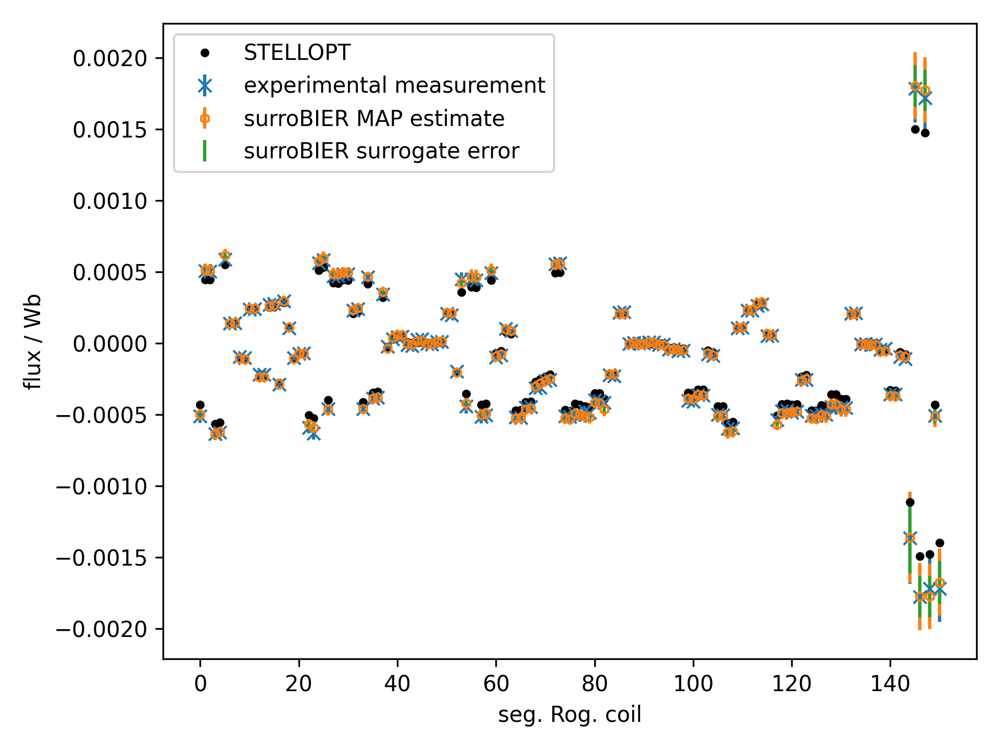 STELLOPT
experimental measurement
surroBIER MAP estimate
surroBIER surrogate error
0.0020
0.0015
0.0010
0.0005
0.0000
−0.0005
−0.0010
−0.0015
−0.0020
flux / Wb
0 20 40 60 80 100 120 140
seg. Rog. coil